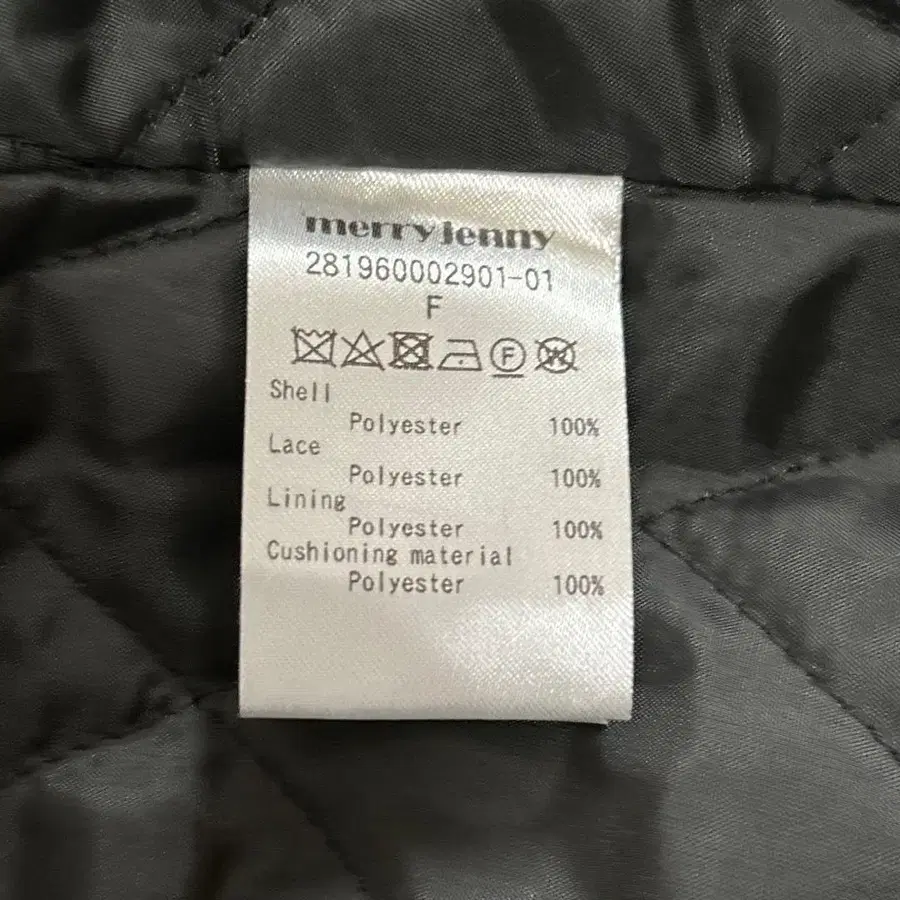 merry jenny
281960002901-01
F
F W
Shell
Polyester 100%
Lace
Polyester 100%
Lining
Polyester 100%
Cushioning material
Polyester 100%